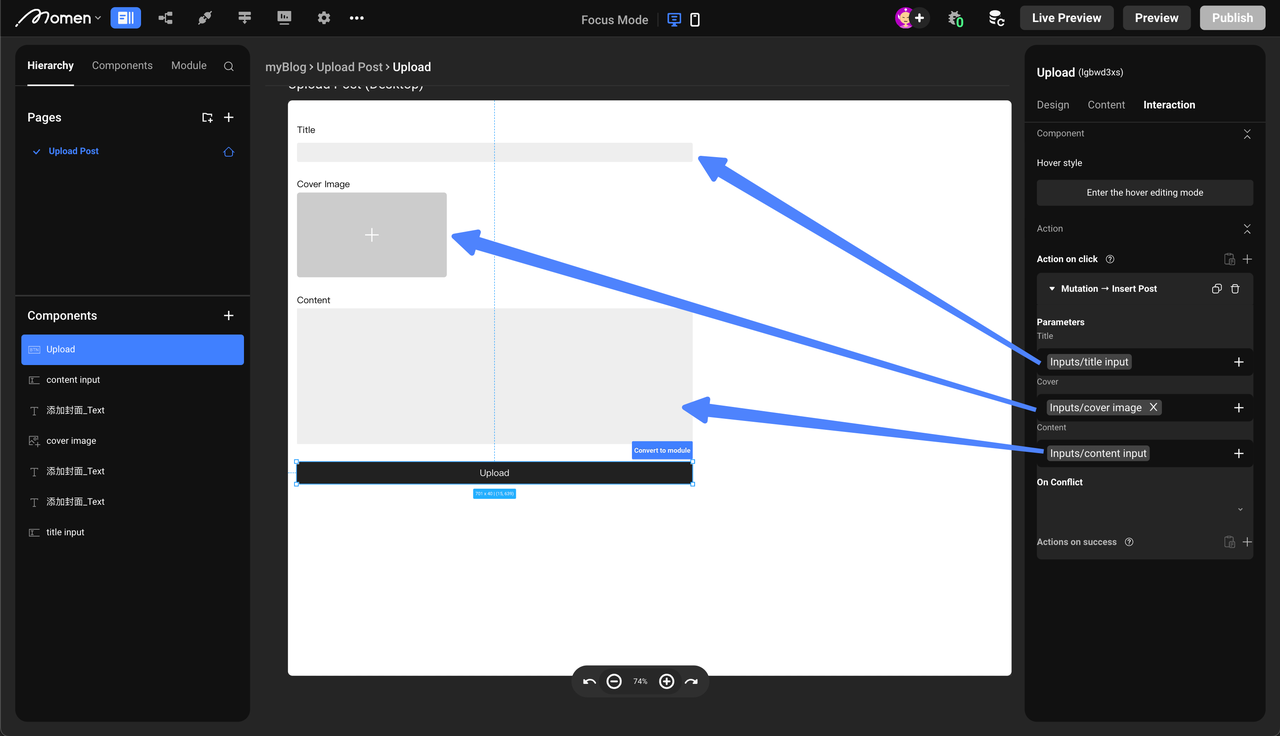 Momen
Focus Mode
0
Live Preview
Preview
Publish
Hierarchy
Components
Module
Pages
Upload Post
Components
Upload
content input
添加封面_Text
cover image
添加封面_Text
添加封面_Text
title input
myBlog › Upload Post › Upload
Upload Post (Desktop)
Title
Cover Image
Content
Convert to module
Upload
74%
Upload (lgbwd3xs)
Design
Content
Interaction
Component
Hover style
Enter the hover editing mode
Action
Action on click
Mutation → Insert Post
Parameters
Title
Inputs/title input
Cover
Inputs/cover image X
Content
Inputs/content input
On Conflict
Actions on success